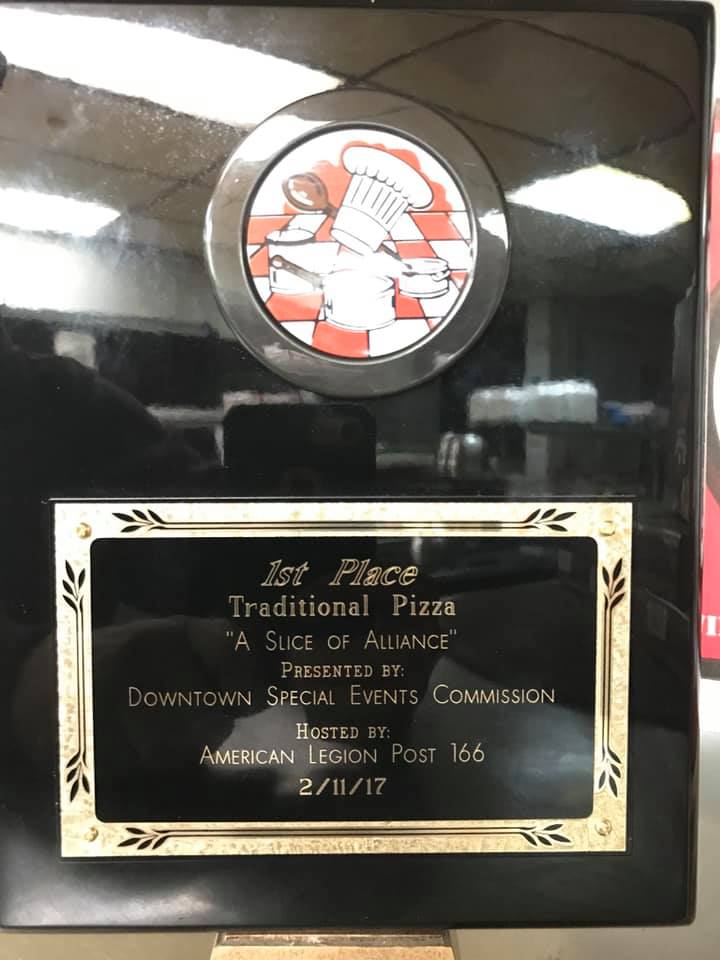 1st Place
Traditional Pizza
"A Slice of Alliance"
Presented by:
Downtown Special Events Commission
Hosted by:
American Legion Post 166
2/11/17